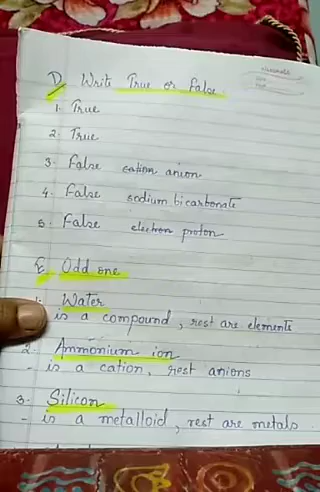 D) Write True or False.
1. True
2. True
3. False cation anion
4. False sodium bicarbonate
5. False electron proton
E) Odd one
1. Water
is a compound, rest are elements
2. Ammonium ion
- is a cation, rest anions
3. Silicon
- is a metalloid, rest are metals.